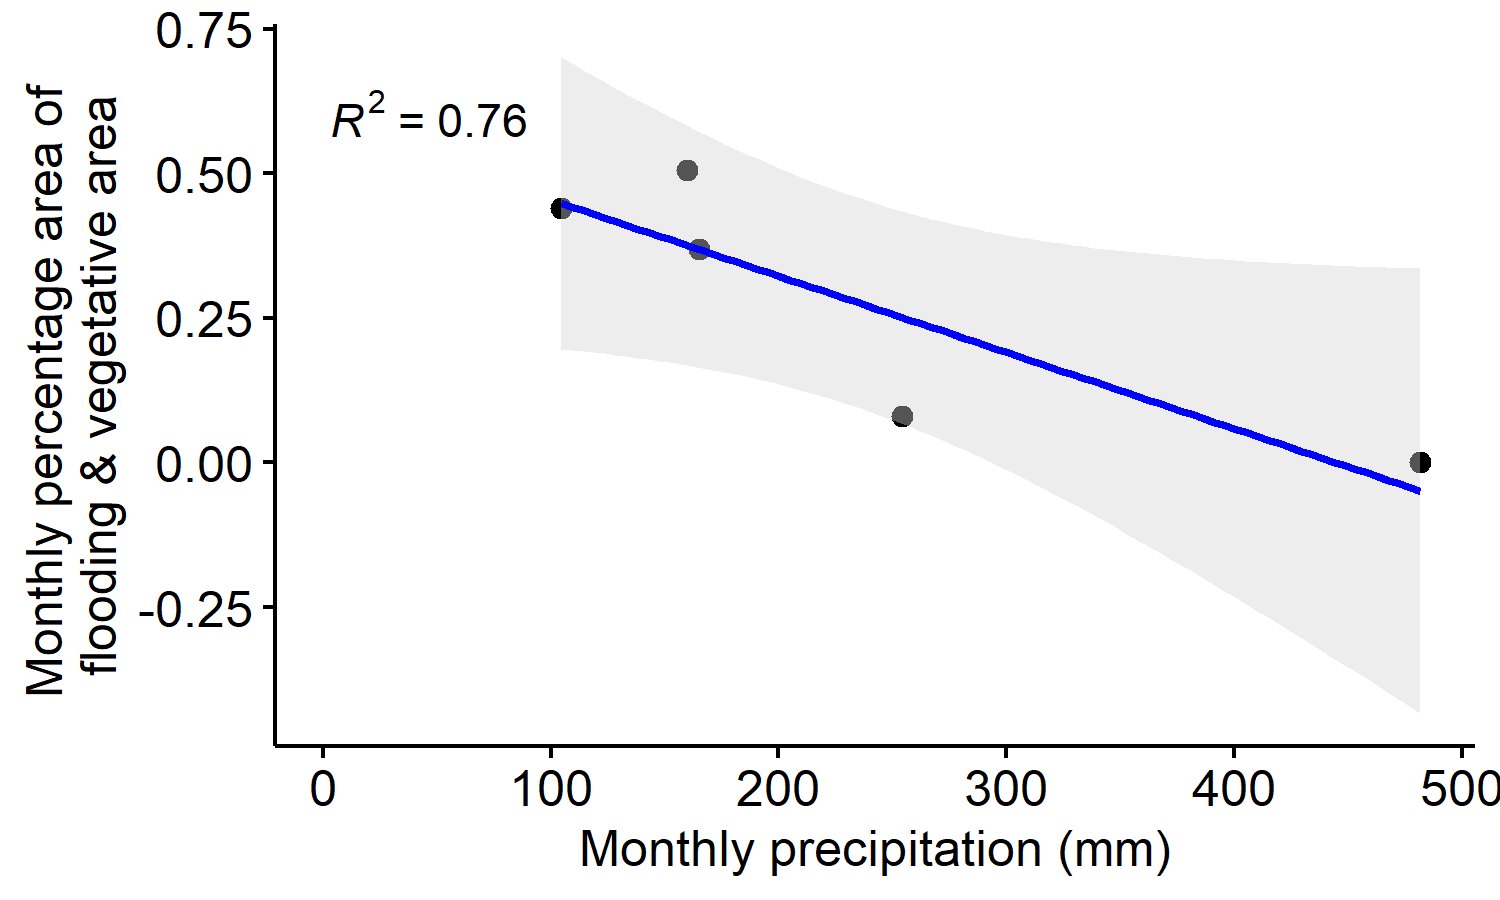 Monthly percentage area of
flooding & vegetative area
0.75
0.50
0.25
0.00
-0.25
R² = 0.76
0 100 200 300 400 500
Monthly precipitation (mm)